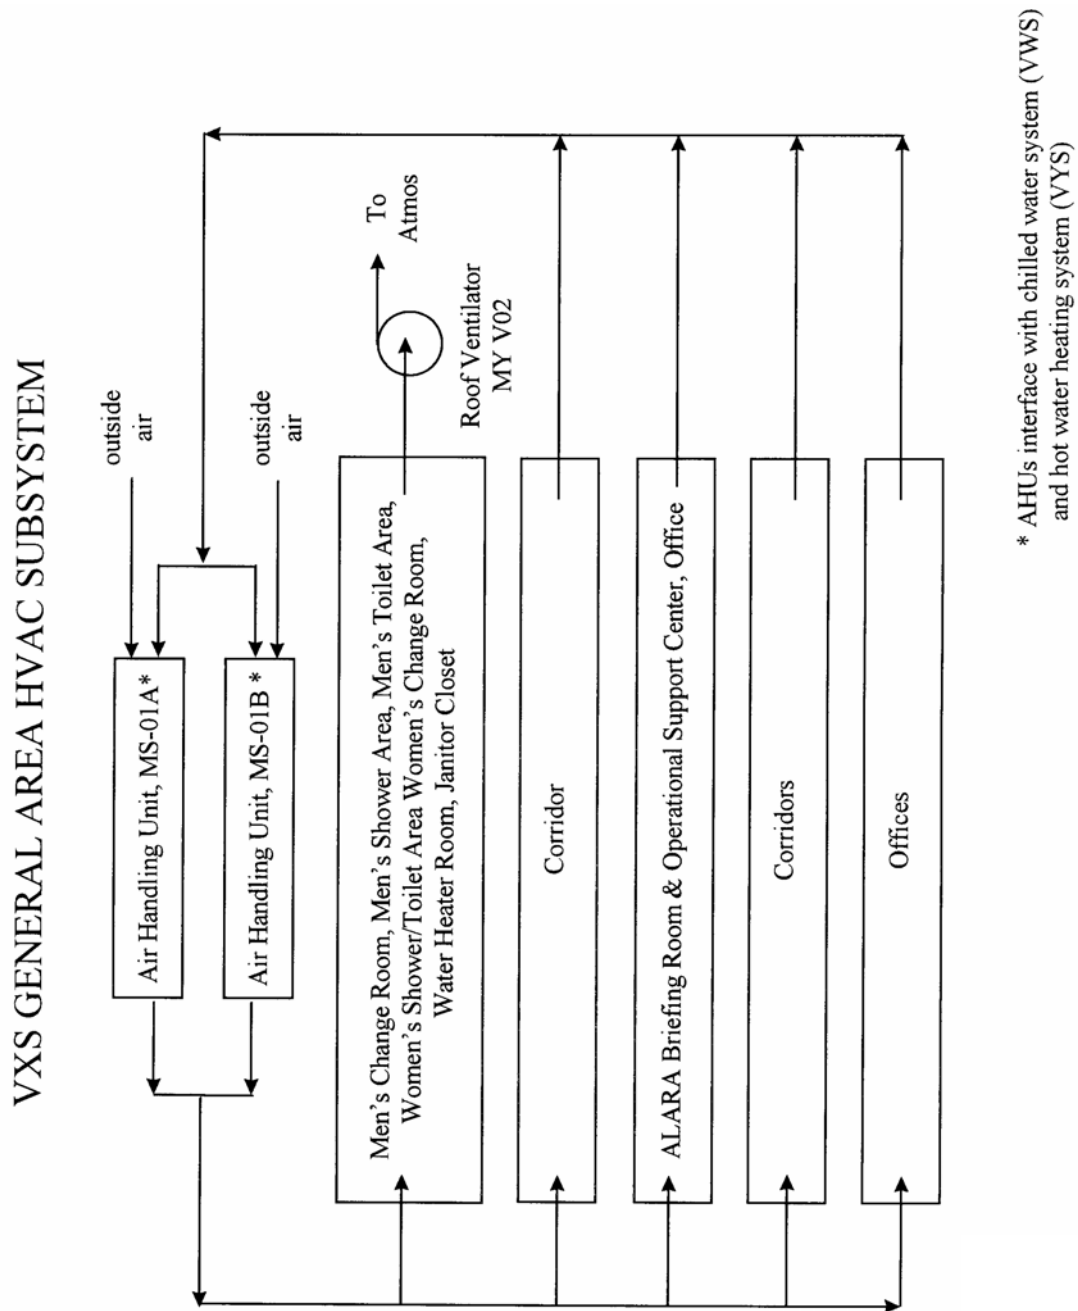 VXS GENERAL AREA HVAC SUBSYSTEM
outside
air
Air Handling Unit, MS-01A*
outside
air
Air Handling Unit, MS-01B *
Men's Change Room, Men's Shower Area, Men's Toilet Area,
Women's Shower/Toilet Area Women's Change Room,
Water Heater Room, Janitor Closet
To
Atmos
Roof Ventilator
MY V02
Corridor
ALARA Briefing Room & Operational Support Center, Office
Corridors
Offices
* AHUs interface with chilled water system (VWS)
and hot water heating system (VYS)